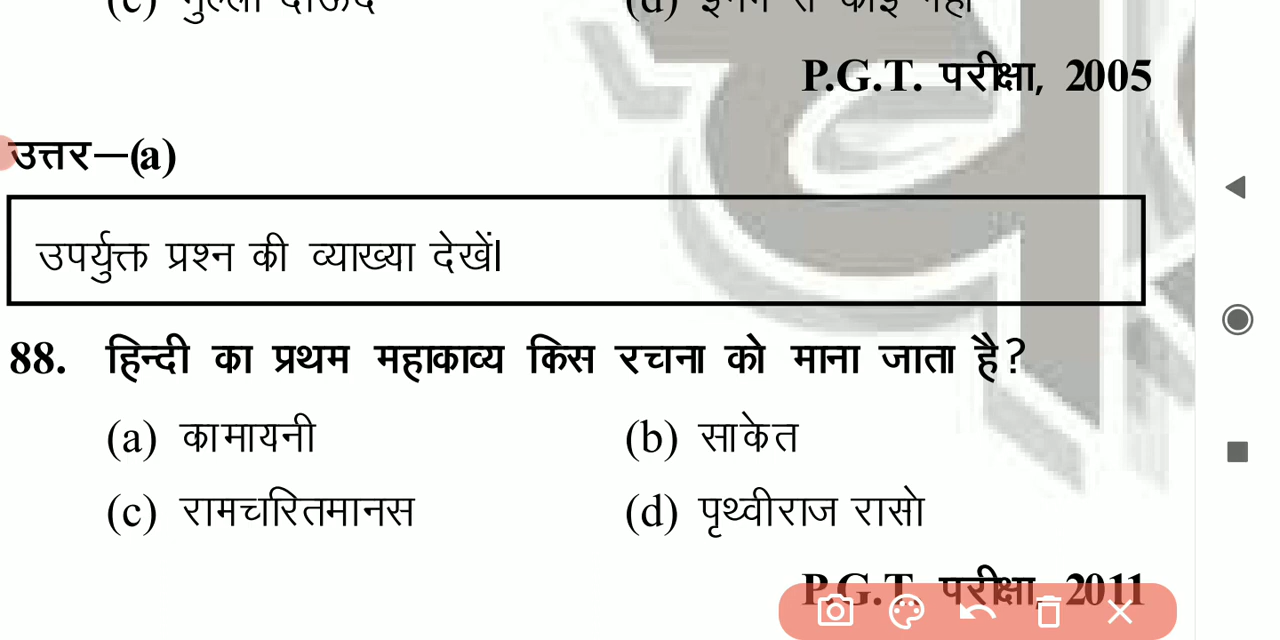 P.G.T. परीक्षा, 2005
उत्तर–(a)
उपर्युक्त प्रश्न की व्याख्या देखें।
88. हिन्दी का प्रथम महाकाव्य किस रचना को माना जाता है?
(a) कामायनी (b) साकेत
(c) रामचरितमानस (d) पृथ्वीराज रासो
P.G.T. परीक्षा, 2011